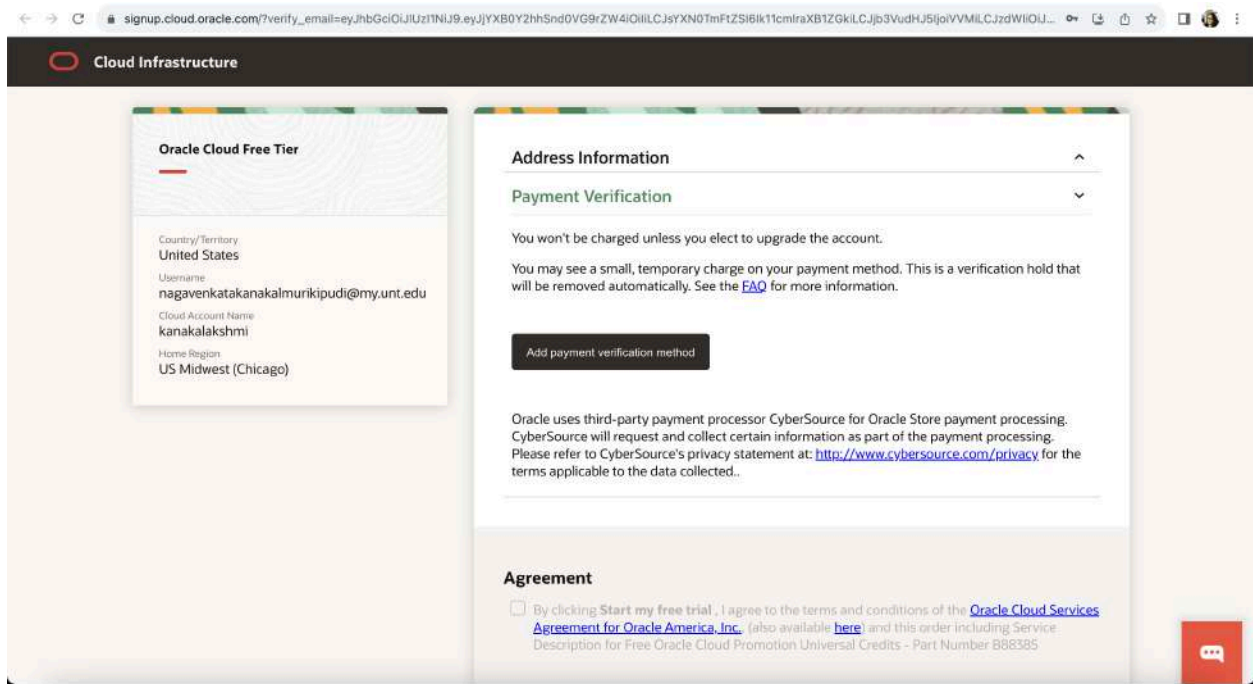 signup.cloud.oracle.com/?verify_email=eyJhbGciOiJIUzI1NiJ9.eyJYXB0Y2hhSnd0VG9rZW4iOiIiLCJsYXN0TmFtZSI6Ik11cmlraXB1ZGkiLCJjb3VudHJ5IjoiVVMiLCJzdWIiOiJ...
Cloud Infrastructure
Oracle Cloud Free Tier
Country/Territory
United States
Username
nagavenkatakanakalmurikipudi@my.unt.edu
Cloud Account Name
kanakalakshmi
Home Region
US Midwest (Chicago)
Address Information
Payment Verification
You won't be charged unless you elect to upgrade the account.
You may see a small, temporary charge on your payment method. This is a verification hold that
will be removed automatically. See the FAQ for more information.
Add payment verification method
Oracle uses third-party payment processor CyberSource for Oracle Store payment processing.
CyberSource will request and collect certain information as part of the payment processing.
Please refer to CyberSource's privacy statement at: http://www.cybersource.com/privacy for the
terms applicable to the data collected..
Agreement
By clicking Start my free trial , I agree to the terms and conditions of the Oracle Cloud Services
Agreement for Oracle America, Inc. (also available here) and this order including Service
Description for Free Oracle Cloud Promotion Universal Credits - Part Number B88385